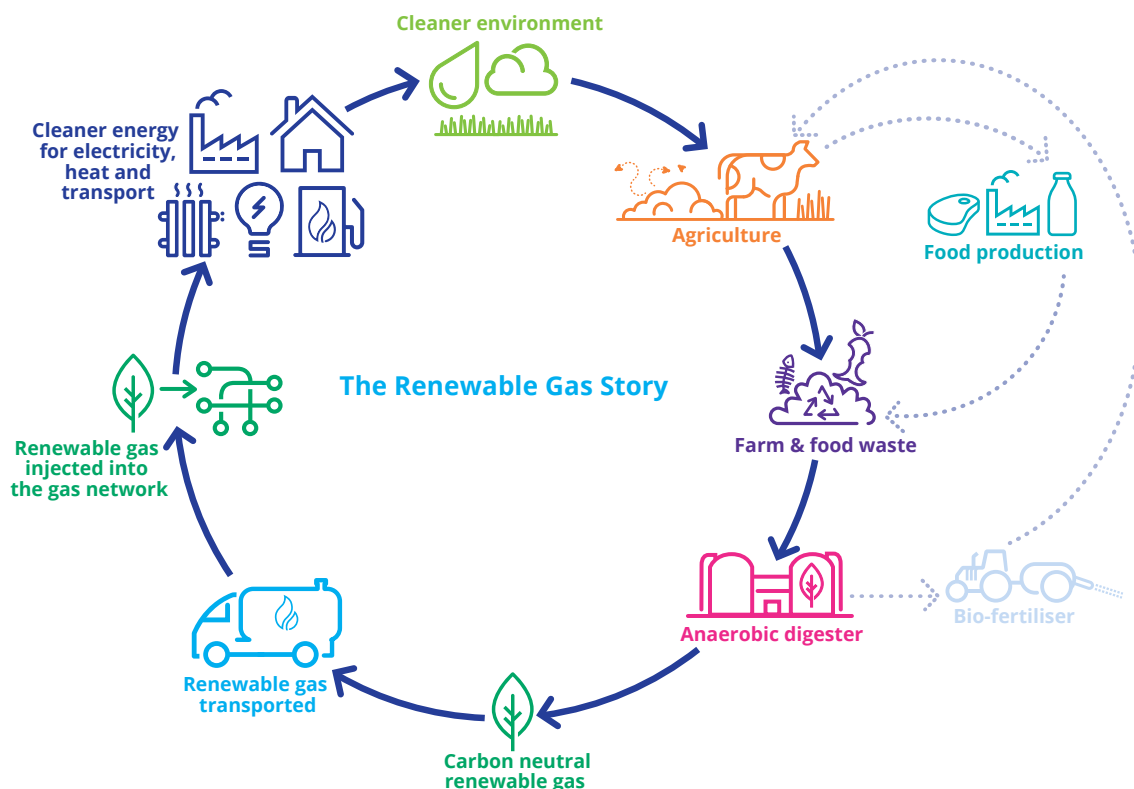 Cleaner environment
Cleaner energy
for electricity,
heat and
transport
Agriculture
Food production
The Renewable Gas Story
Farm & food waste
Renewable gas
injected into
the gas network
Anaerobic digester
Bio-fertiliser
Renewable gas
transported
Carbon neutral
renewable gas